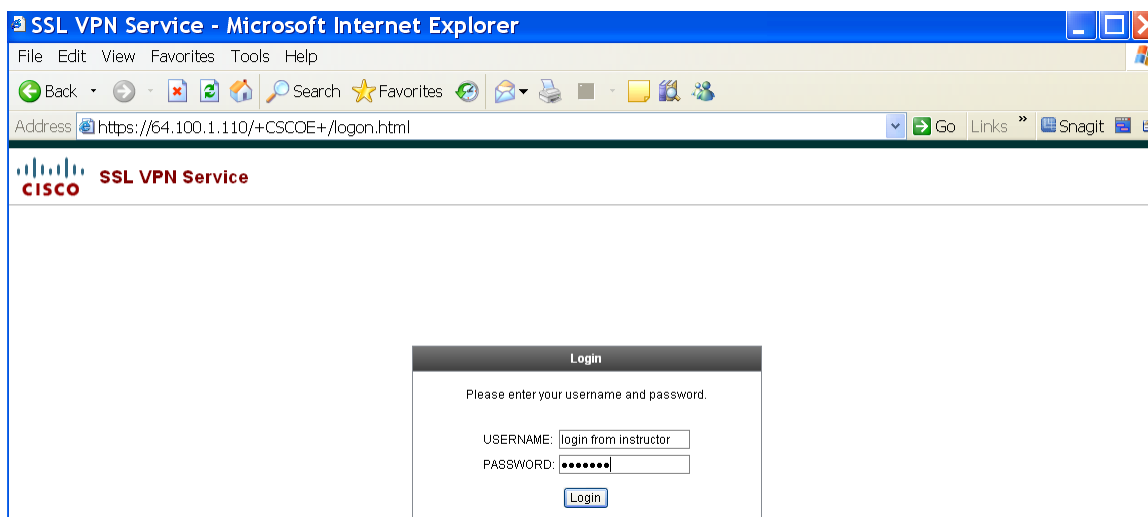 SSL VPN Service - Microsoft Internet Explorer
File Edit View Favorites Tools Help
Back Search Favorites
Address https://64.100.1.110/+CSCOE+/logon.html Go Links » Snagit
CISCO SSL VPN Service
Login
Please enter your username and password.
USERNAME: login from instructor
PASSWORD: •••••••
Login